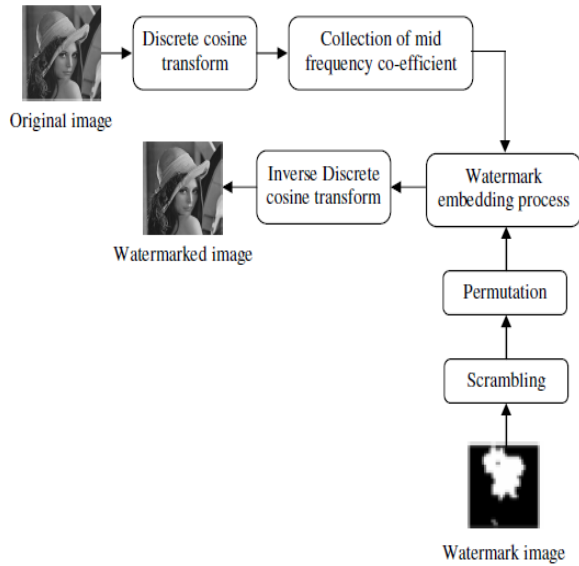 Discrete cosine
transform
Collection of mid
frequency co-efficient
Original image
Inverse Discrete
cosine transform
Watermark
embedding process
Watermarked image
Permutation
Scrambling
Watermark image